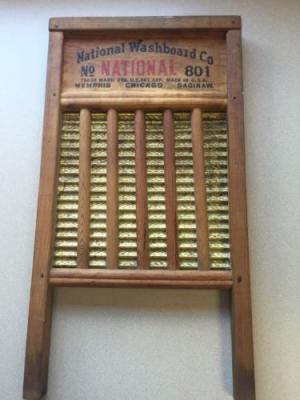 National Washboard Co
No NATIONAL 801
TRADE MARK REG. U.S. PAT. OFF. MADE IN U.S.A.
MEMPHIS CHICAGO SAGINAW.